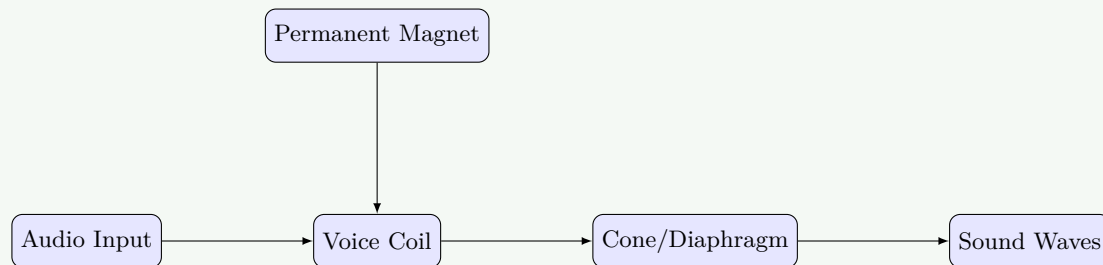 Permanent Magnet
Audio Input
Voice Coil
Cone/Diaphragm
Sound Waves